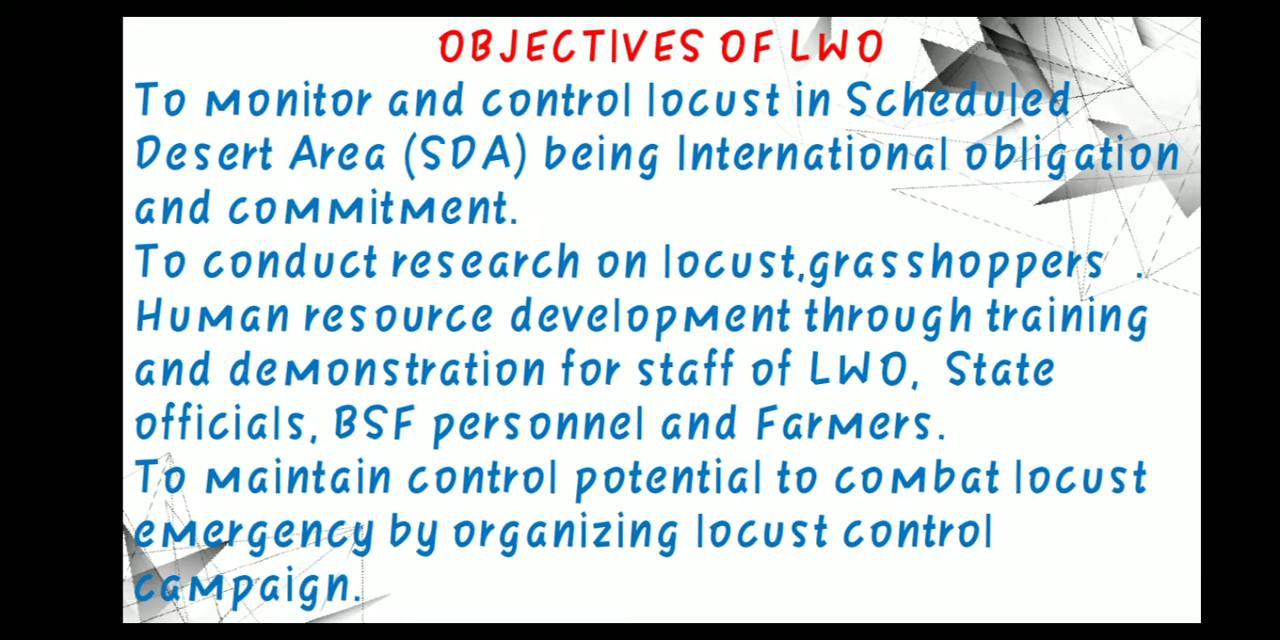 OBJECTIVES OF LWO
To monitor and control locust in Scheduled
Desert Area (SDA) being International obligation
and commitment.
To conduct research on locust,grasshoppers .
Human resource development through training
and demonstration for staff of LWO, State
officials, BSF personnel and Farmers.
To maintain control potential to combat locust
emergency by organizing locust control
campaign.